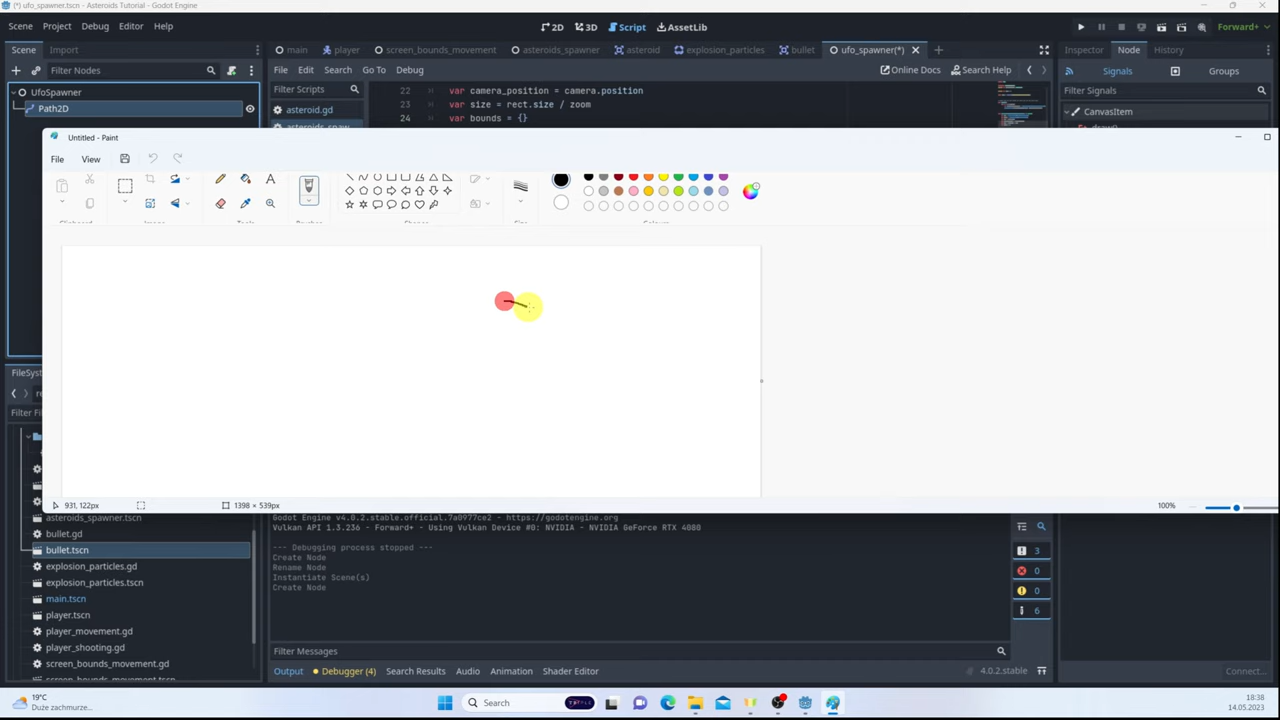 (*) ufo_spawner.tscn - Asteroids Tutorial - Godot Engine
Scene Project Debug Editor Help
2D 3D Script AssetLib
Forward+
Scene Import
main player screen_bounds_movement asteroids_spawner asteroid explosion_particles bullet ufo_spawner(*)
Inspector Node History
Filter Nodes
File Edit Search Go To Debug
Online Docs Search Help
Signals Groups
UfoSpawner
Path2D
Filter Scripts
asteroid.gd
22 var camera_position = camera.position
23 var size = rect.size / zoom
24 var bounds = {}
Filter Signals
CanvasItem
Untitled - Paint
File View
931, 122px
1398 × 539px
100%
FileSystem
asteroids_spawner.tscn
bullet.gd
bullet.tscn
explosion_particles.gd
explosion_particles.tscn
main.tscn
player.tscn
player_movement.gd
player_shooting.gd
screen_bounds_movement.gd
screen_bounds_movement.tscn
Godot Engine v4.0.2.stable.official.7a0977ce2 - https://godotengine.org
Vulkan API 1.3.236 - Forward+ - Using Vulkan Device #0: NVIDIA - NVIDIA GeForce RTX 4080
--- Debugging process stopped ---
Create Node
Rename Node
Instantiate Scene(s)
Create Node
3
0
0
6
Filter Messages
Output Debugger (4) Search Results Audio Animation Shader Editor
4.0.2.stable
Connect...
19°C
Duże zachmurze...
Search
18:38
14.05.2023